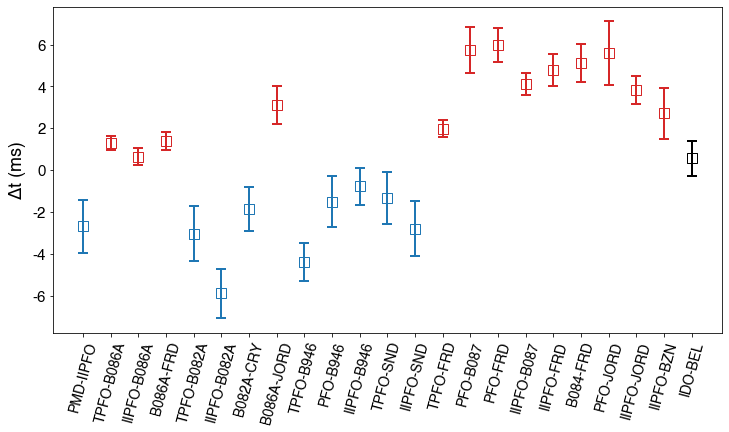 Δt (ms)
6
4
2
0
-2
-4
-6
PMD-IIPFO
TPFO-B086A
IIPFO-B086A
B086A-FRD
TPFO-B082A
IIPFO-B082A
B082A-CRY
B086A-JORD
TPFO-B946
PFO-B946
IIPFO-B946
TPFO-SND
IIPFO-SND
TPFO-FRD
PFO-B087
PFO-FRD
IIPFO-B087
IIPFO-FRD
B084-FRD
PFO-JORD
IIPFO-JORD
IIPFO-BZN
IDO-BEL